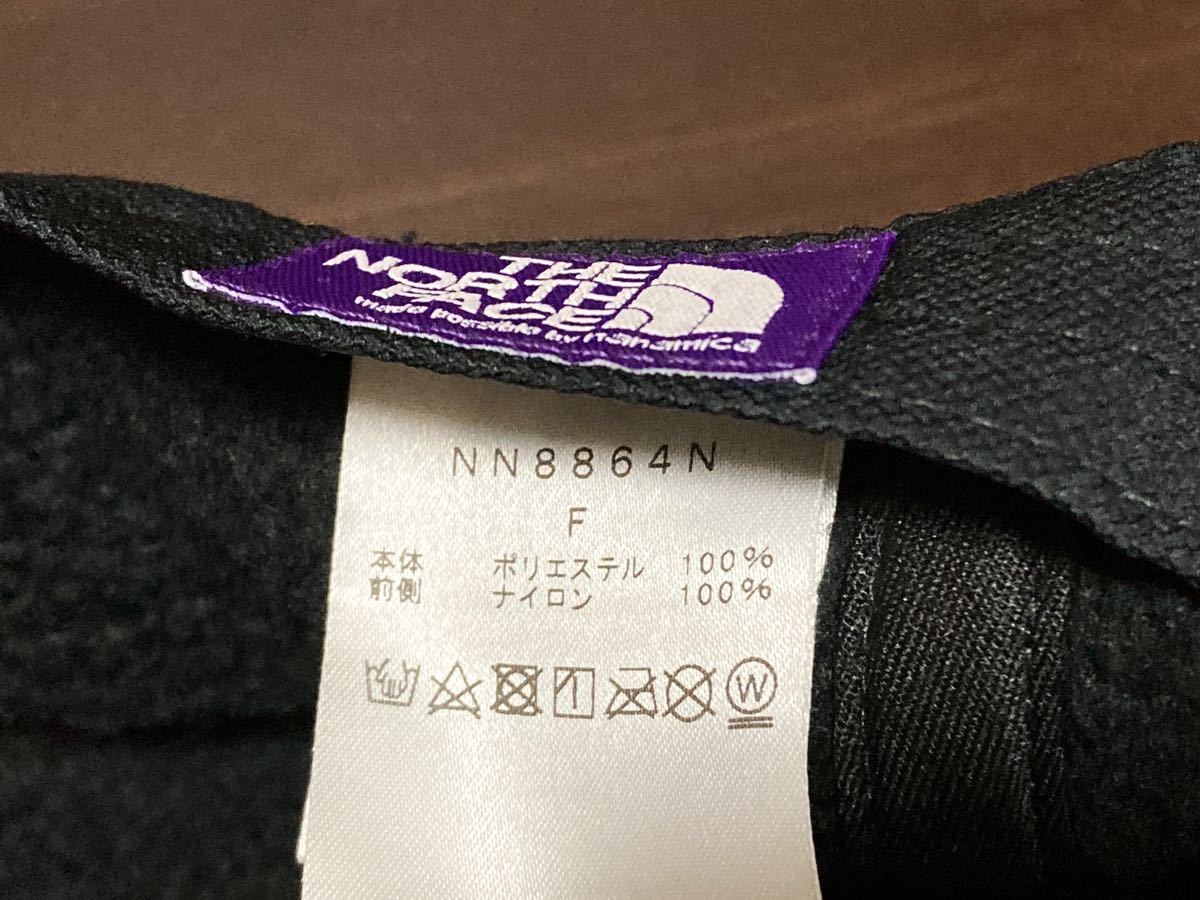 THE
NORTH
FACE
made possible by nanamica
NN8864N
F
本体 ポリエステル 100%
前側 ナイロン 100%
W